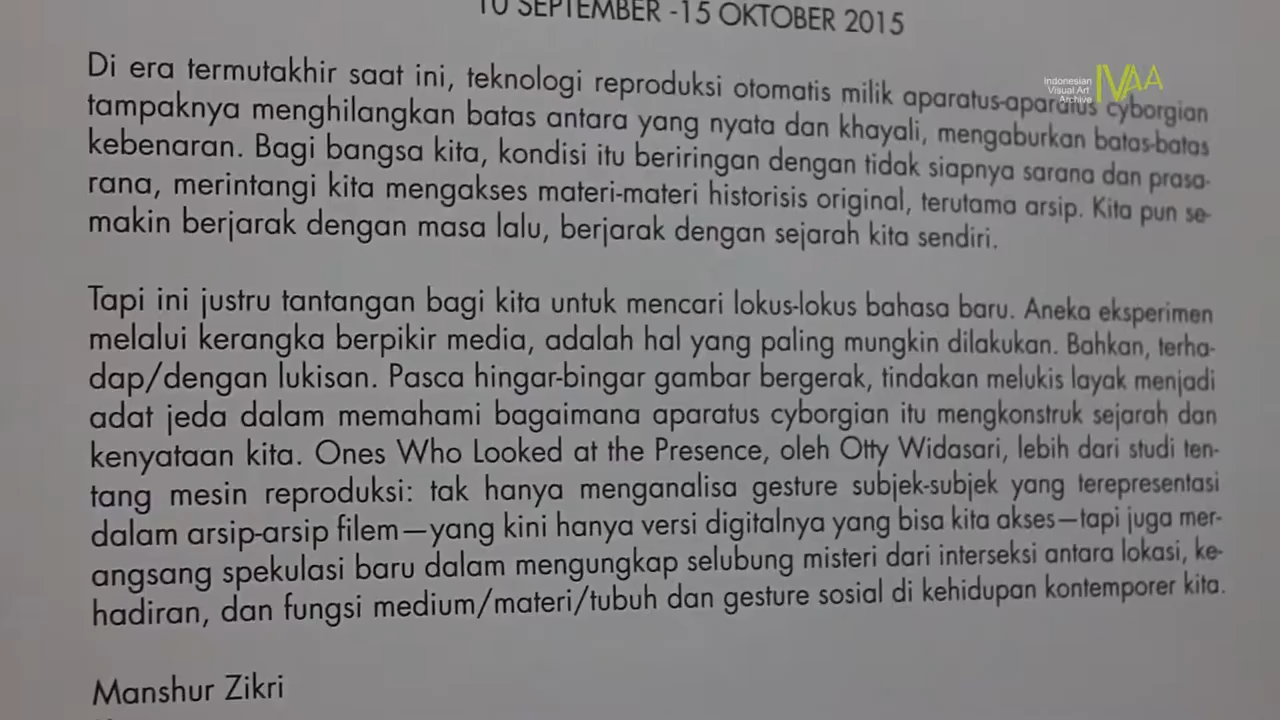 10 SEPTEMBER -15 OKTOBER 2015
Indonesian
Visual Art
Archive
IVAA
Di era termutakhir saat ini, teknologi reproduksi otomatis milik aparatus-aparatus cyborgian
tampaknya menghilangkan batas antara yang nyata dan khayali, mengaburkan batas-batas
kebenaran. Bagi bangsa kita, kondisi itu beriringan dengan tidak siapnya sarana dan prasa-
rana, merintangi kita mengakses materi-materi historisis original, terutama arsip. Kita pun se-
makin berjarak dengan masa lalu, berjarak dengan sejarah kita sendiri.
Tapi ini justru tantangan bagi kita untuk mencari lokus-lokus bahasa baru. Aneka eksperimen
melalui kerangka berpikir media, adalah hal yang paling mungkin dilakukan. Bahkan, terha-
dap/dengan lukisan. Pasca hingar-bingar gambar bergerak, tindakan melukis layak menjadi
adat jeda dalam memahami bagaimana aparatus cyborgian itu mengkonstruk sejarah dan
kenyataan kita. Ones Who Looked at the Presence, oleh Otty Widasari, lebih dari studi ten-
tang mesin reproduksi: tak hanya menganalisa gesture subjek-subjek yang terepresentasi
dalam arsip-arsip filem—yang kini hanya versi digitalnya yang bisa kita akses—tapi juga mer-
angsang spekulasi baru dalam mengungkap selubung misteri dari interseksi antara lokasi, ke-
hadiran, dan fungsi medium/materi/tubuh dan gesture sosial di kehidupan kontemporer kita.
Manshur Zikri